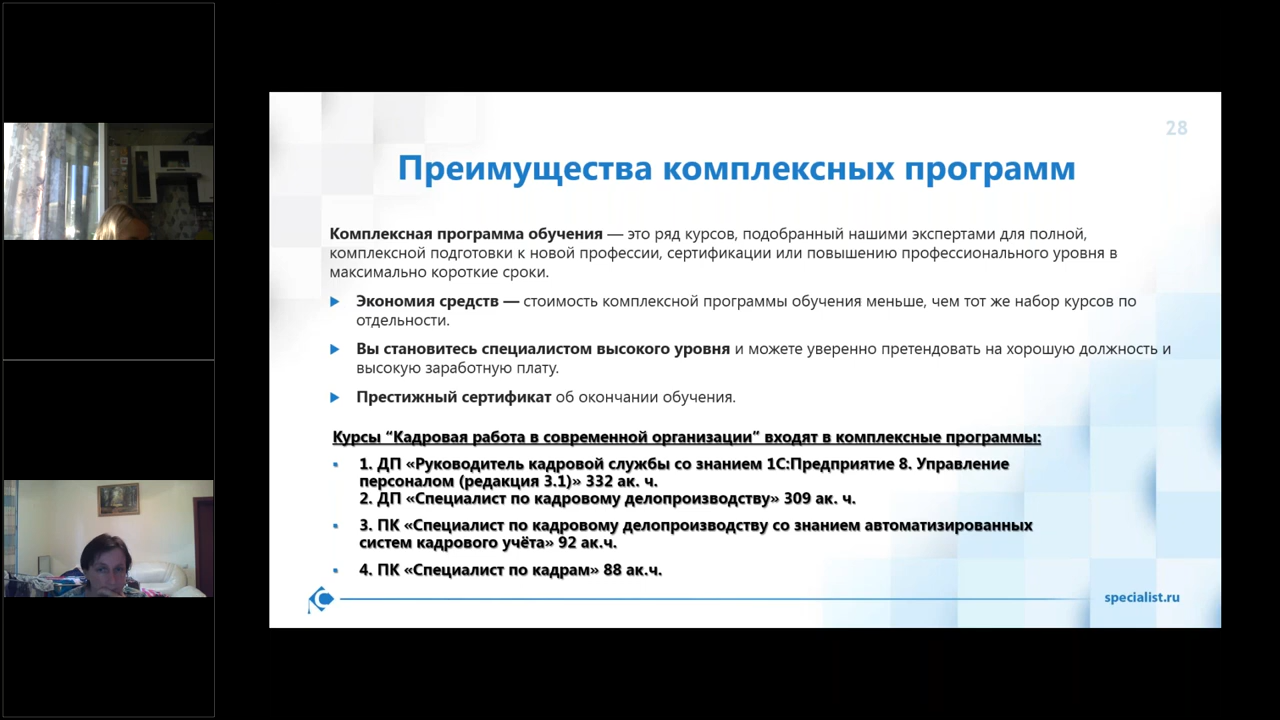 28
Преимущества комплексных программ
Комплексная программа обучения — это ряд курсов, подобранный нашими экспертами для полной,
комплексной подготовки к новой профессии, сертификации или повышению профессионального уровня в
максимально короткие сроки.
Экономия средств — стоимость комплексной программы обучения меньше, чем тот же набор курсов по
отдельности.
Вы становитесь специалистом высокого уровня и можете уверенно претендовать на хорошую должность и
высокую заработную плату.
Престижный сертификат об окончании обучения.
Курсы “Кадровая работа в современной организации“ входят в комплексные программы:
1. ДП «Руководитель кадровой службы со знанием 1С:Предприятие 8. Управление
персоналом (редакция 3.1)» 332 ак. ч.
2. ДП «Специалист по кадровому делопроизводству» 309 ак. ч.
3. ПК «Специалист по кадровому делопроизводству со знанием автоматизированных
систем кадрового учёта» 92 ак.ч.
4. ПК «Специалист по кадрам» 88 ак.ч.
specialist.ru